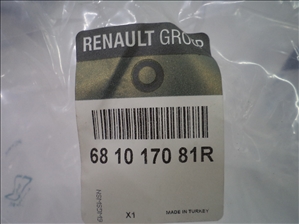 RENAULT GROUP
68 10 170 81R
X1
MADE IN TURKEY